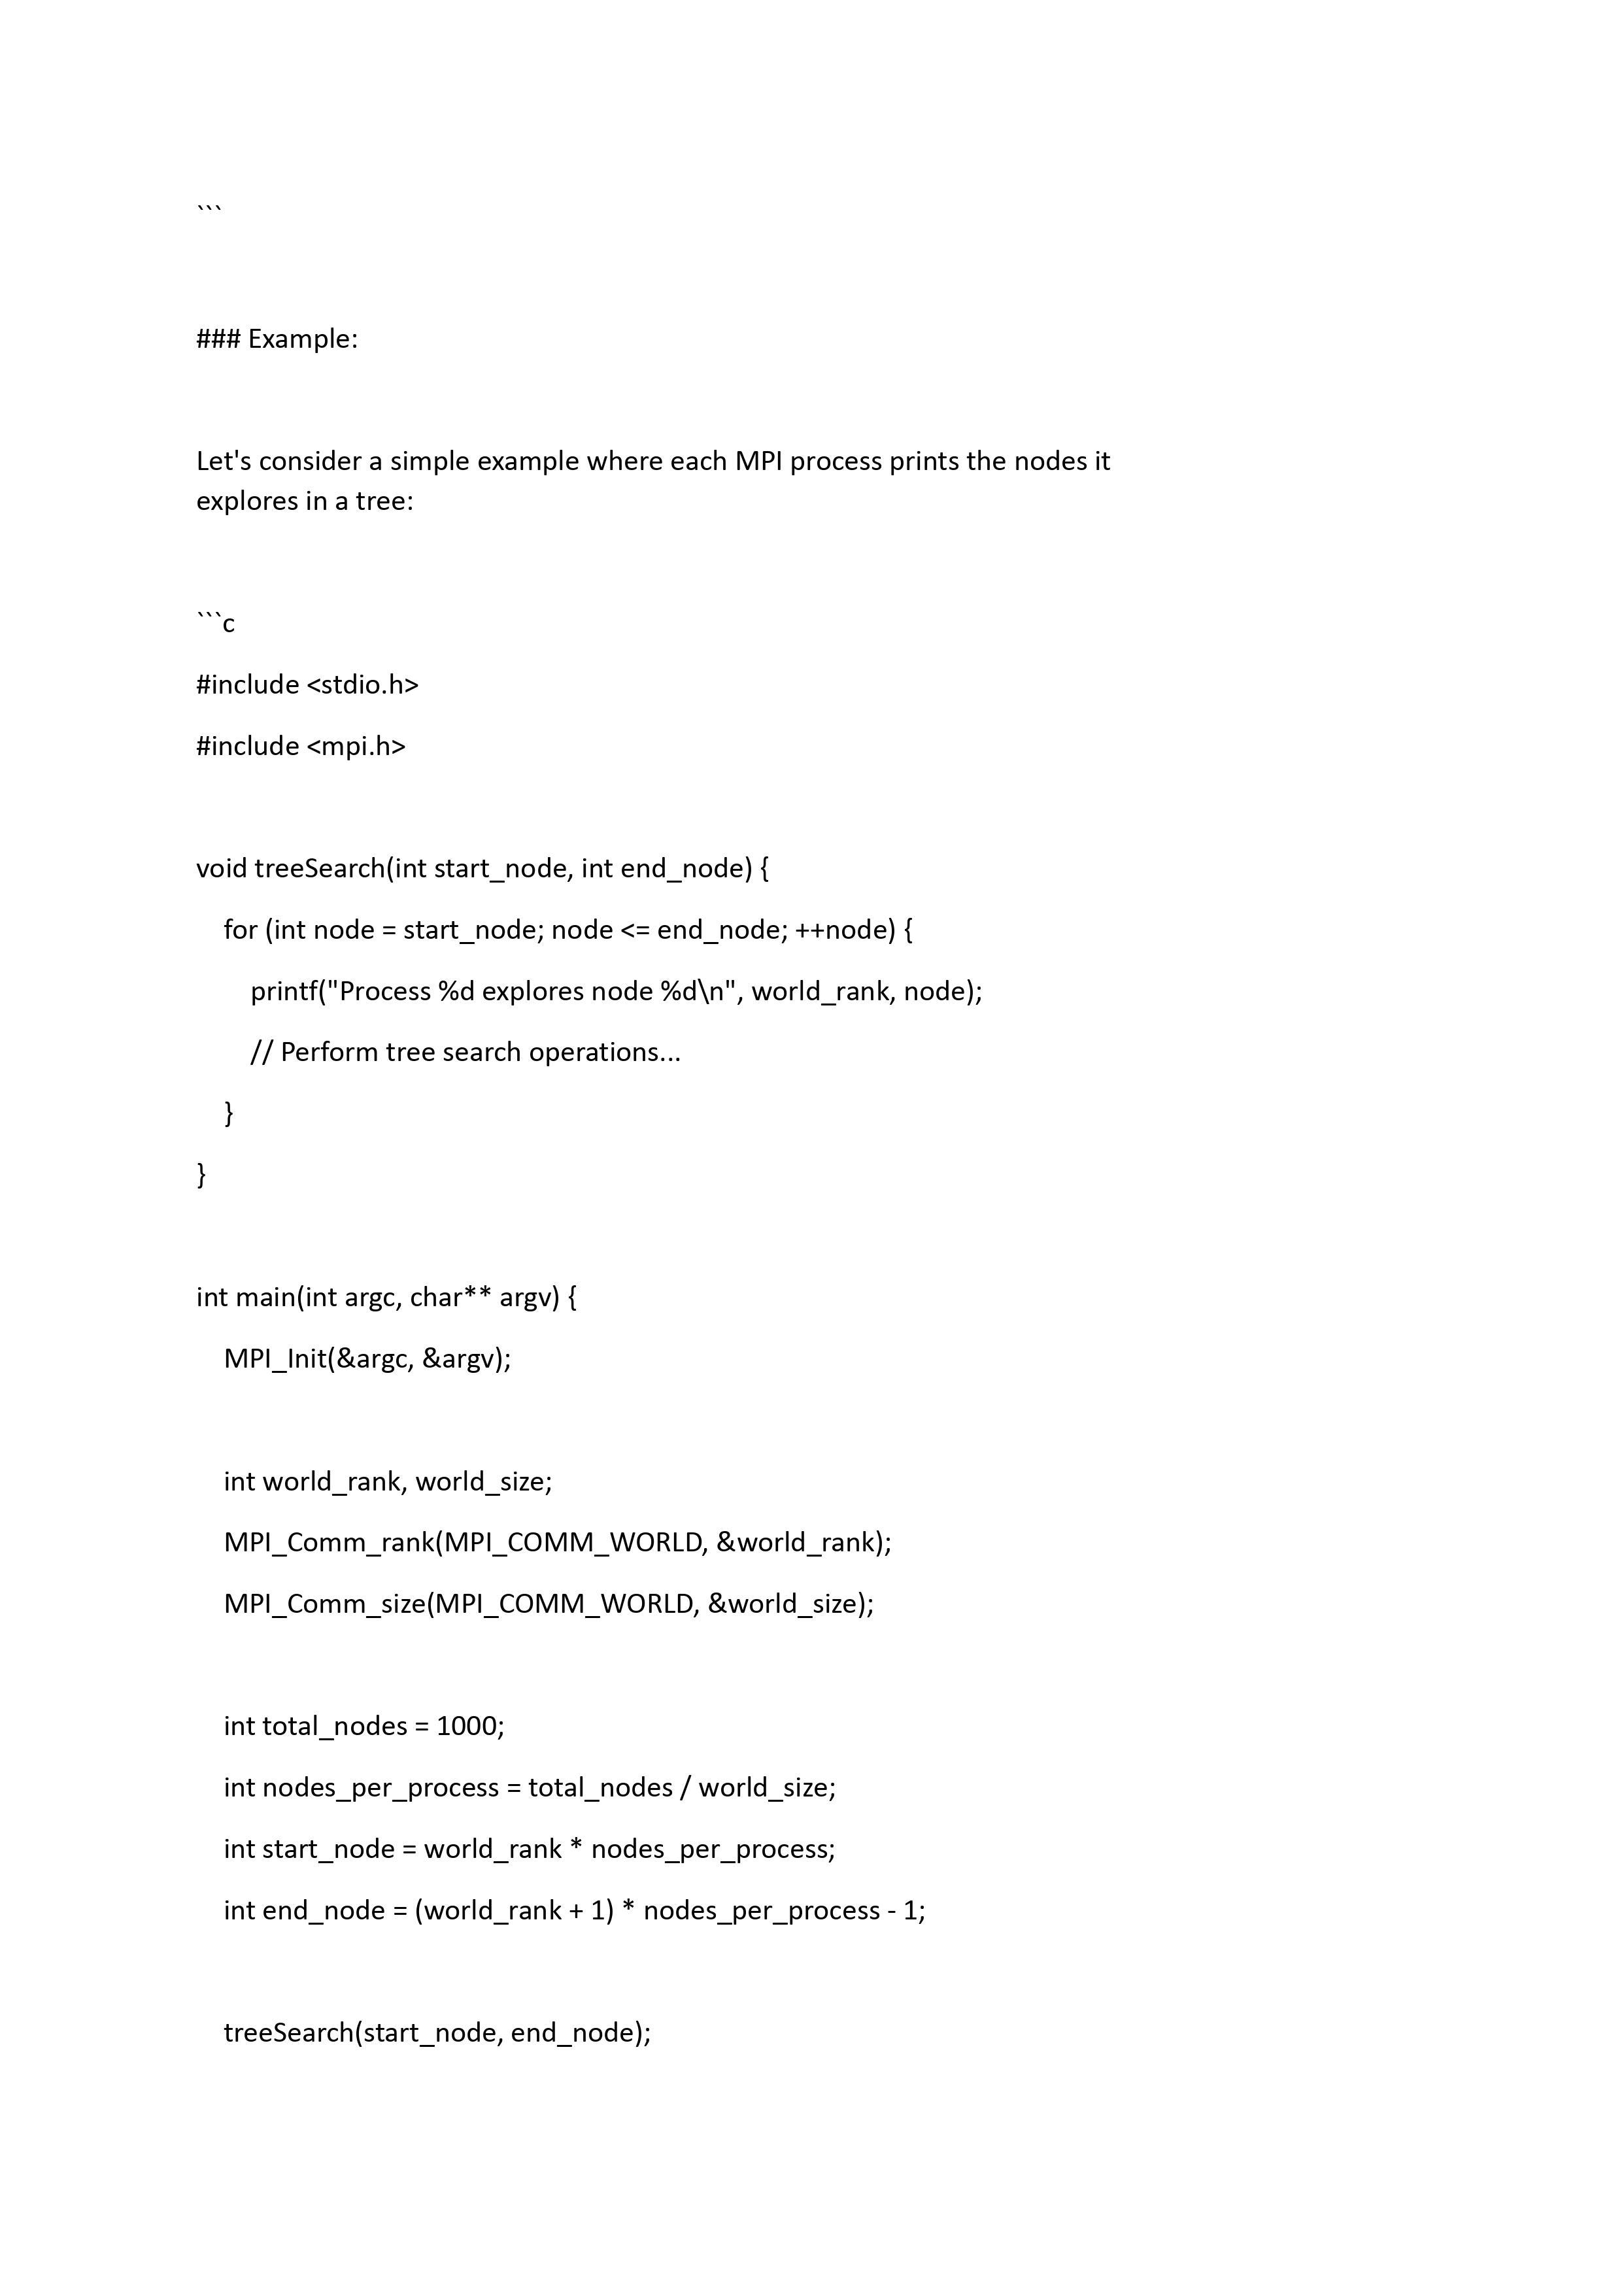 ```
### Example:
Let's consider a simple example where each MPI process prints the nodes it
explores in a tree:
```c
#include <stdio.h>
#include <mpi.h>
void treeSearch(int start_node, int end_node) {
for (int node = start_node; node <= end_node; ++node) {
printf("Process %d explores node %d\n", world_rank, node);
// Perform tree search operations...
}
}
int main(int argc, char** argv) {
MPI_Init(&argc, &argv);
int world_rank, world_size;
MPI_Comm_rank(MPI_COMM_WORLD, &world_rank);
MPI_Comm_size(MPI_COMM_WORLD, &world_size);
int total_nodes = 1000;
int nodes_per_process = total_nodes / world_size;
int start_node = world_rank * nodes_per_process;
int end_node = (world_rank + 1) * nodes_per_process - 1;
treeSearch(start_node, end_node);